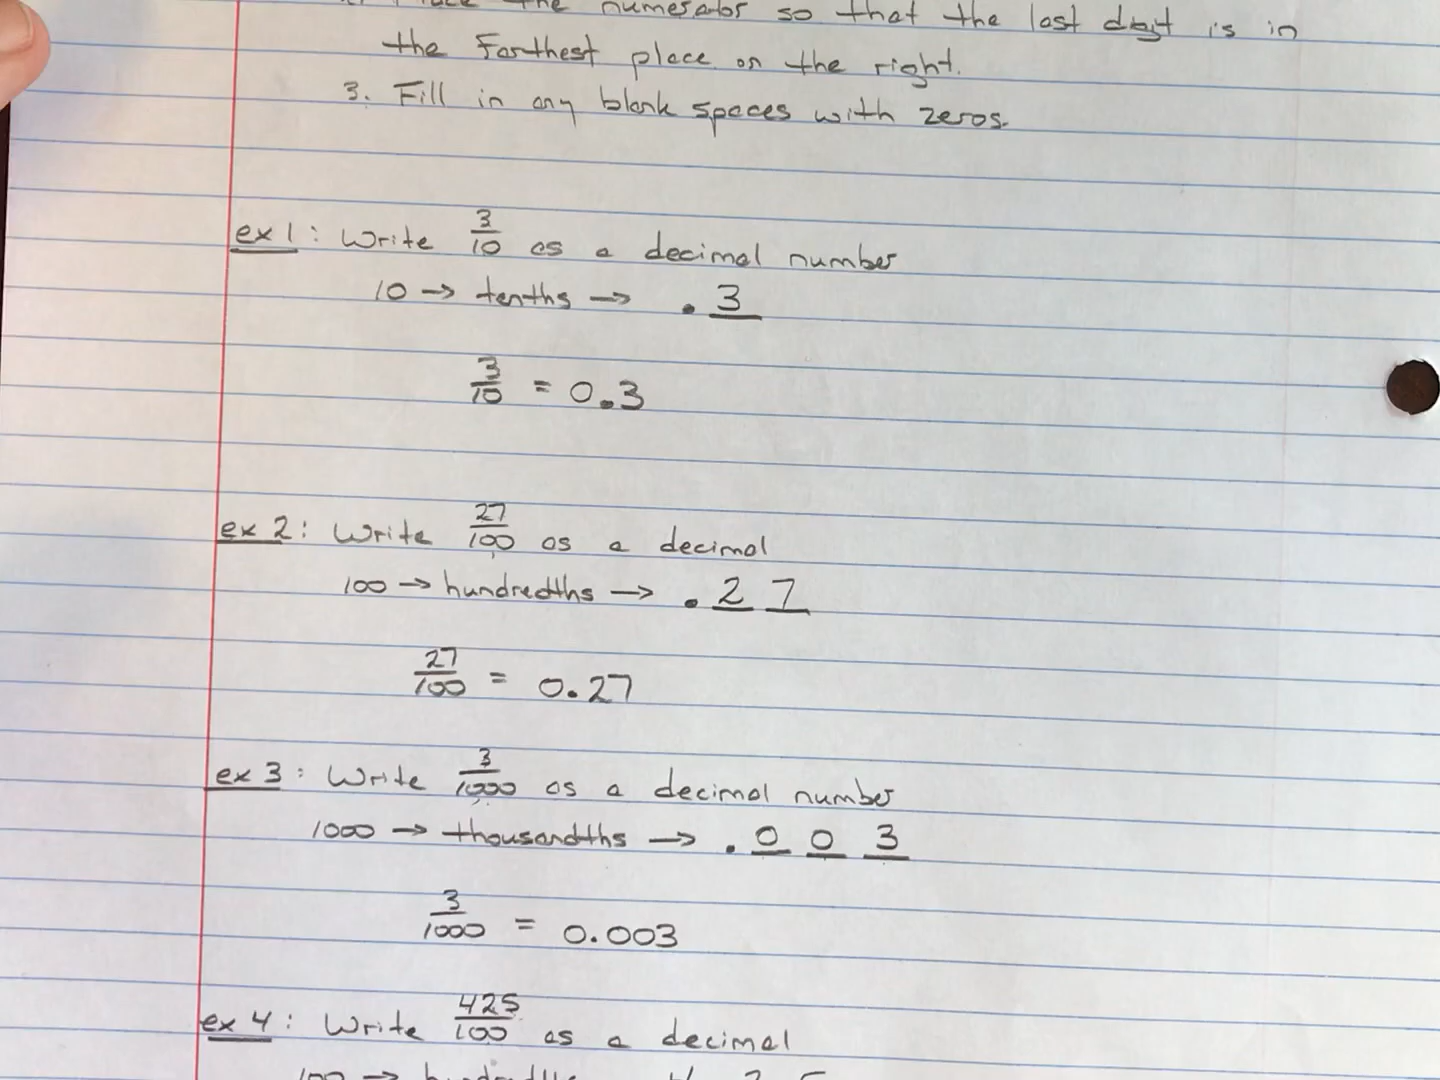 the numerator so that the last digit is in
the farthest place on the right.
3. Fill in any blank spaces with zeros.
ex 1: Write 3/10 as a decimal number
10 → tenths → .3
3/10 = 0.3
ex 2: Write 27/100 as a decimal
100 → hundredths → .27
27/100 = 0.27
ex 3: Write 3/1000 as a decimal number
1000 → thousandths → .003
3/1000 = 0.003
ex 4: Write 425/100 as a decimal
100 →